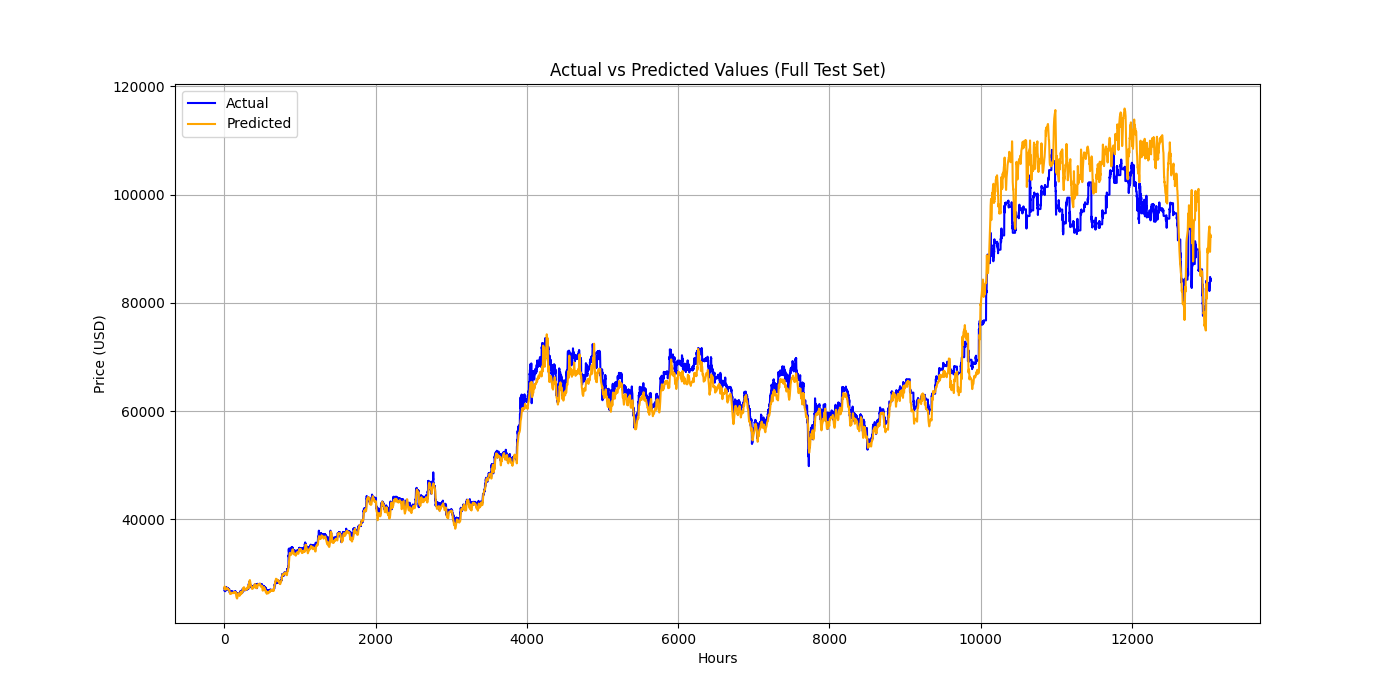 Actual vs Predicted Values (Full Test Set)
Actual
Predicted
120000
100000
80000
60000
40000
Price (USD)
0 2000 4000 6000 8000 10000 12000
Hours